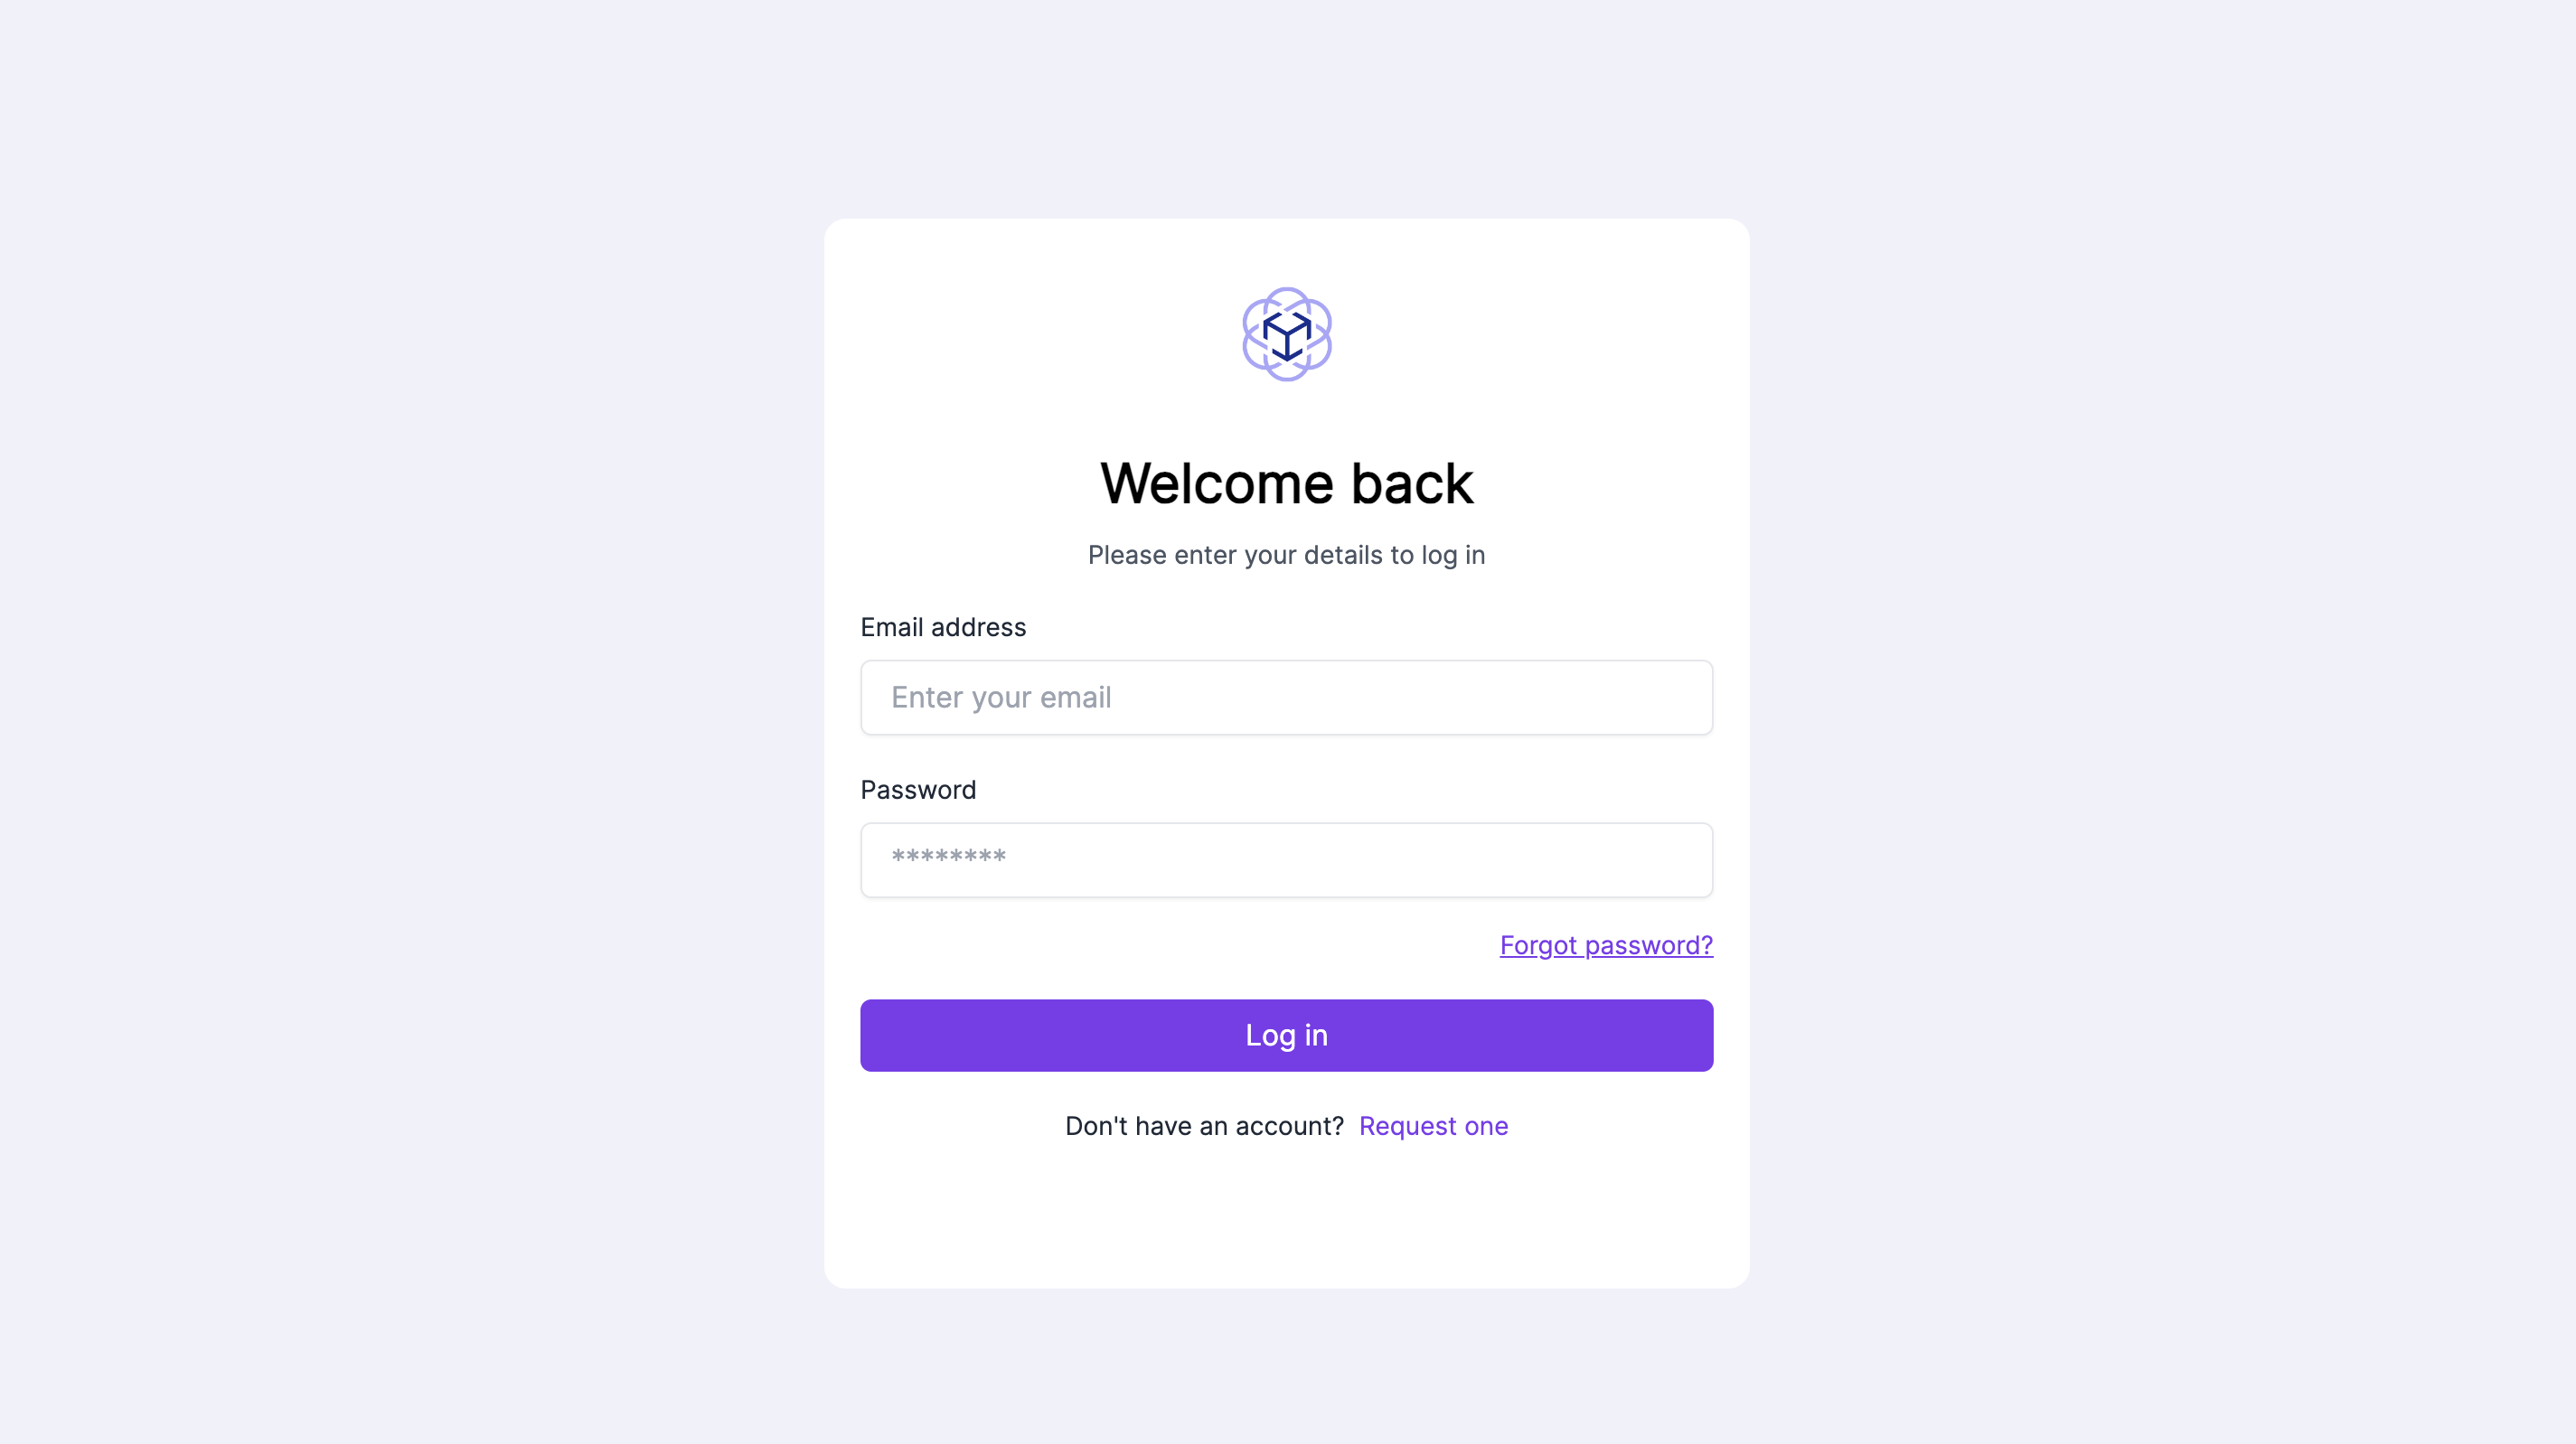 Welcome back
Please enter your details to log in
Email address
Enter your email
Password
********
Forgot password?
Log in
Don't have an account? Request one